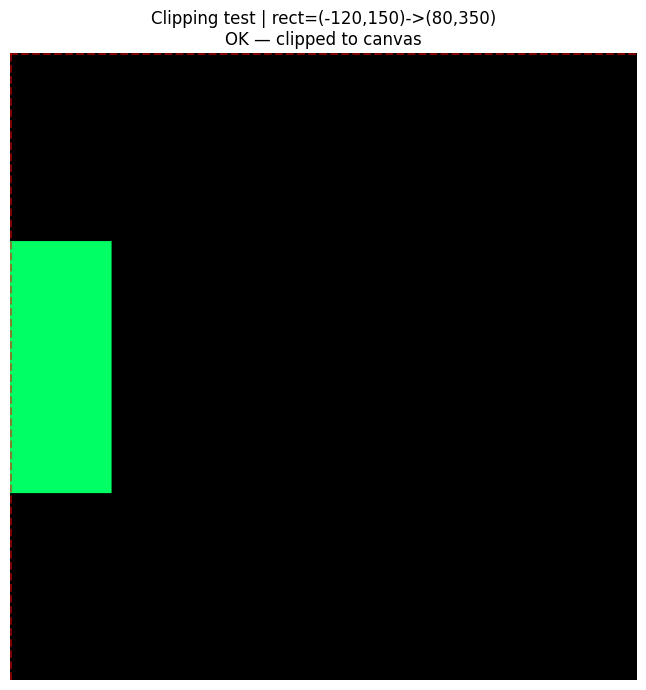 Clipping test | rect=(-120,150)->(80,350)
OK — clipped to canvas